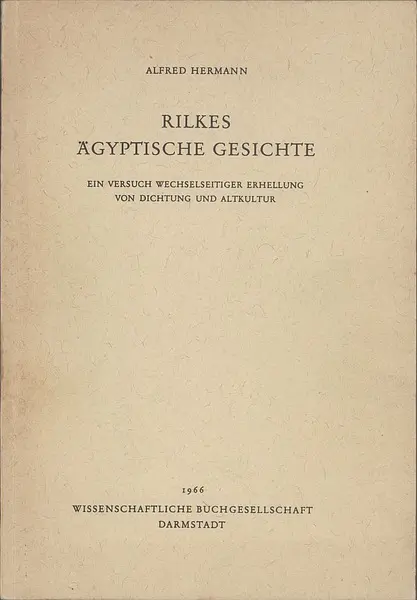 ALFRED HERMANN
RILKES
ÄGYPTISCHE GESICHTE
EIN VERSUCH WECHSELSEITIGER ERHELLUNG
VON DICHTUNG UND ALTKULTUR
1966
WISSENSCHAFTLICHE BUCHGESELLSCHAFT
DARMSTADT